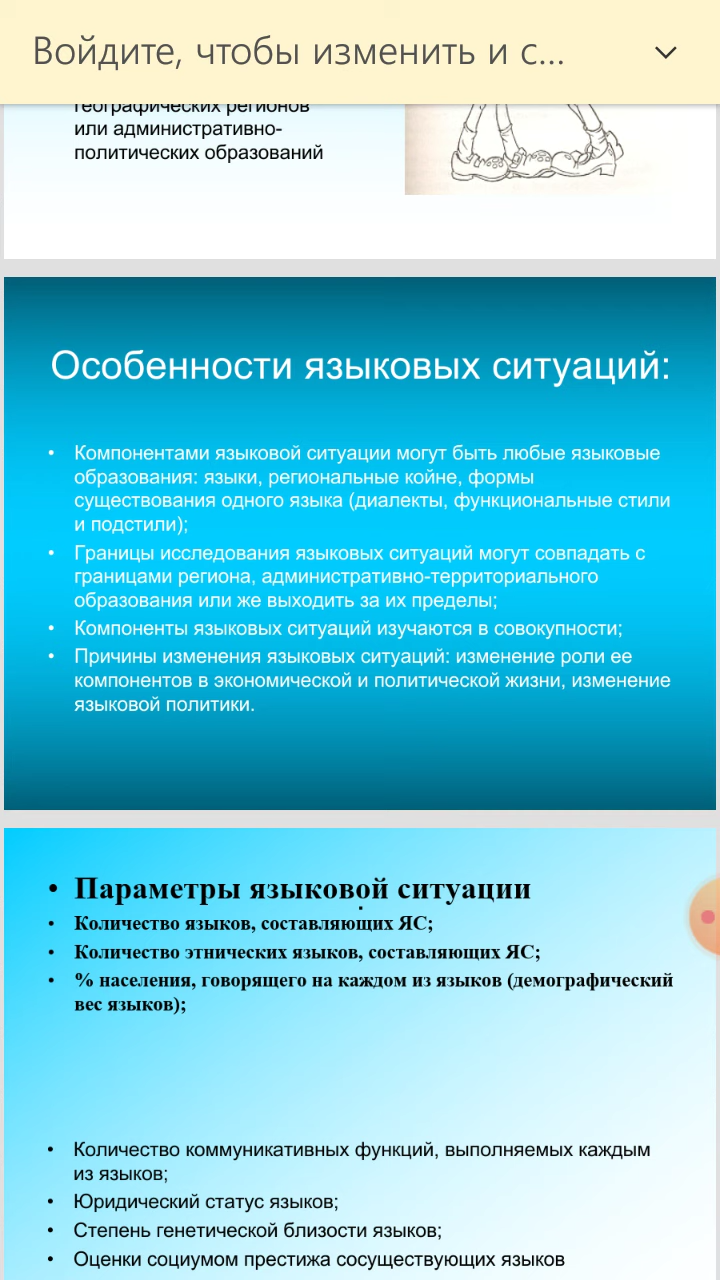 Войдите, чтобы изменить и с...
географических регионов
или административно-
политических образований
Особенности языковых ситуаций:
• Компонентами языковой ситуации могут быть любые языковые
образования: языки, региональные койне, формы
существования одного языка (диалекты, функциональные стили
и подстили);
• Границы исследования языковых ситуаций могут совпадать с
границами региона, административно-территориального
образования или же выходить за их пределы;
• Компоненты языковых ситуаций изучаются в совокупности;
• Причины изменения языковых ситуаций: изменение роли ее
компонентов в экономической и политической жизни, изменение
языковой политики.
• Параметры языковой ситуации
• Количество языков, составляющих ЯС;
• Количество этнических языков, составляющих ЯС;
• % населения, говорящего на каждом из языков (демографический
вес языков);
• Количество коммуникативных функций, выполняемых каждым
из языков;
• Юридический статус языков;
• Степень генетической близости языков;
• Оценки социумом престижа сосуществующих языков